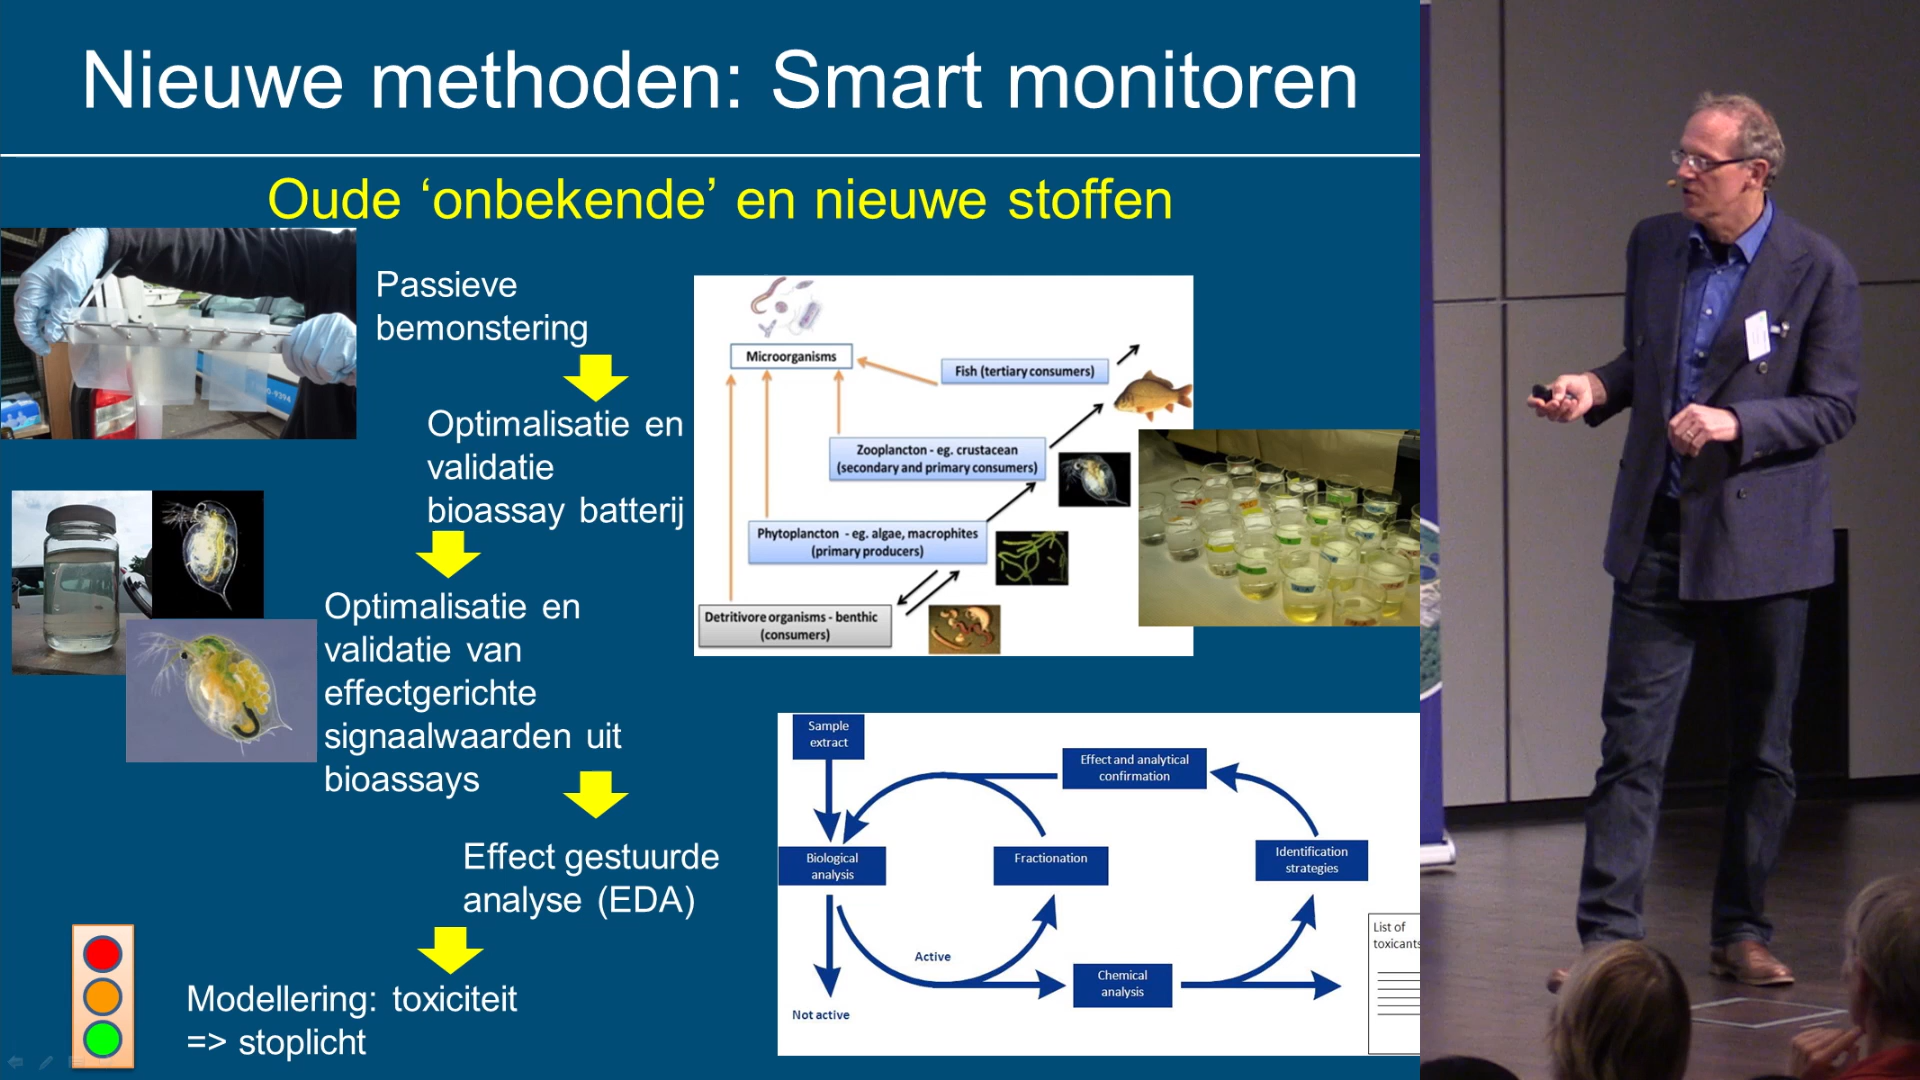 Nieuwe methoden: Smart monitoren
Oude ‘onbekende’ en nieuwe stoffen
Passieve
bemonstering
Optimalisatie en
validatie
bioassay batterij
Optimalisatie en
validatie van
effectgerichte
signaalwaarden uit
bioassays
Effect gestuurde
analyse (EDA)
Modellering: toxiciteit
=> stoplicht
Microorganisms
Fish (tertiary consumers)
Zooplancton - eg. crustacean
(secondary and primary consumers)
Phytoplancton - eg. algae, macrophites
(primary producers)
Detritivore organisms - benthic
(consumers)
Sample
extract
Effect and analytical
confirmation
Biological
analysis
Fractionation
Identification
strategies
Active
Chemical
analysis
Not active
List of
toxicants